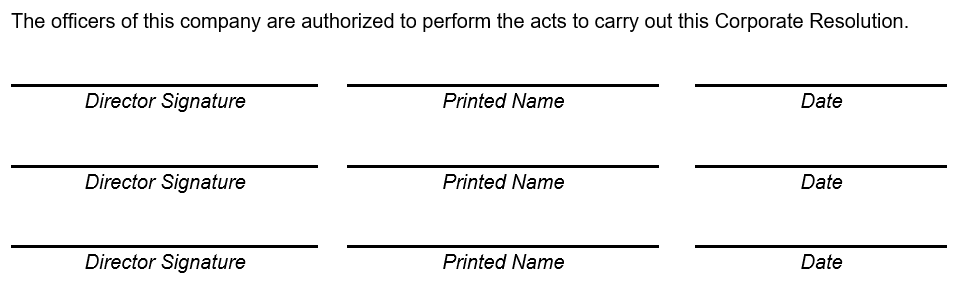 The officers of this company are authorized to perform the acts to carry out this Corporate Resolution.
Director Signature Printed Name Date
Director Signature Printed Name Date
Director Signature Printed Name Date